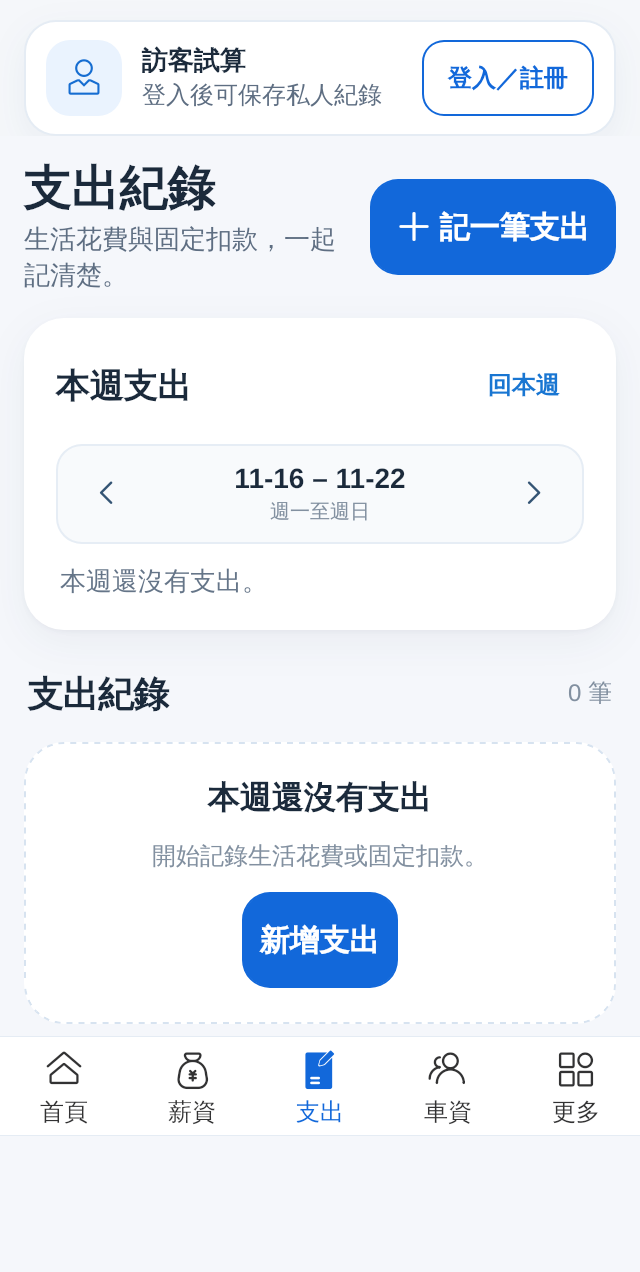 訪客試算
登入後可保存私人紀錄
登入／註冊
支出紀錄
生活花費與固定扣款，一起
記清楚。
記一筆支出
本週支出
回本週
11-16 – 11-22
週一至週日
本週還沒有支出。
支出紀錄
0 筆
本週還沒有支出
開始記錄生活花費或固定扣款。
新增支出
首頁
薪資
支出
車資
更多